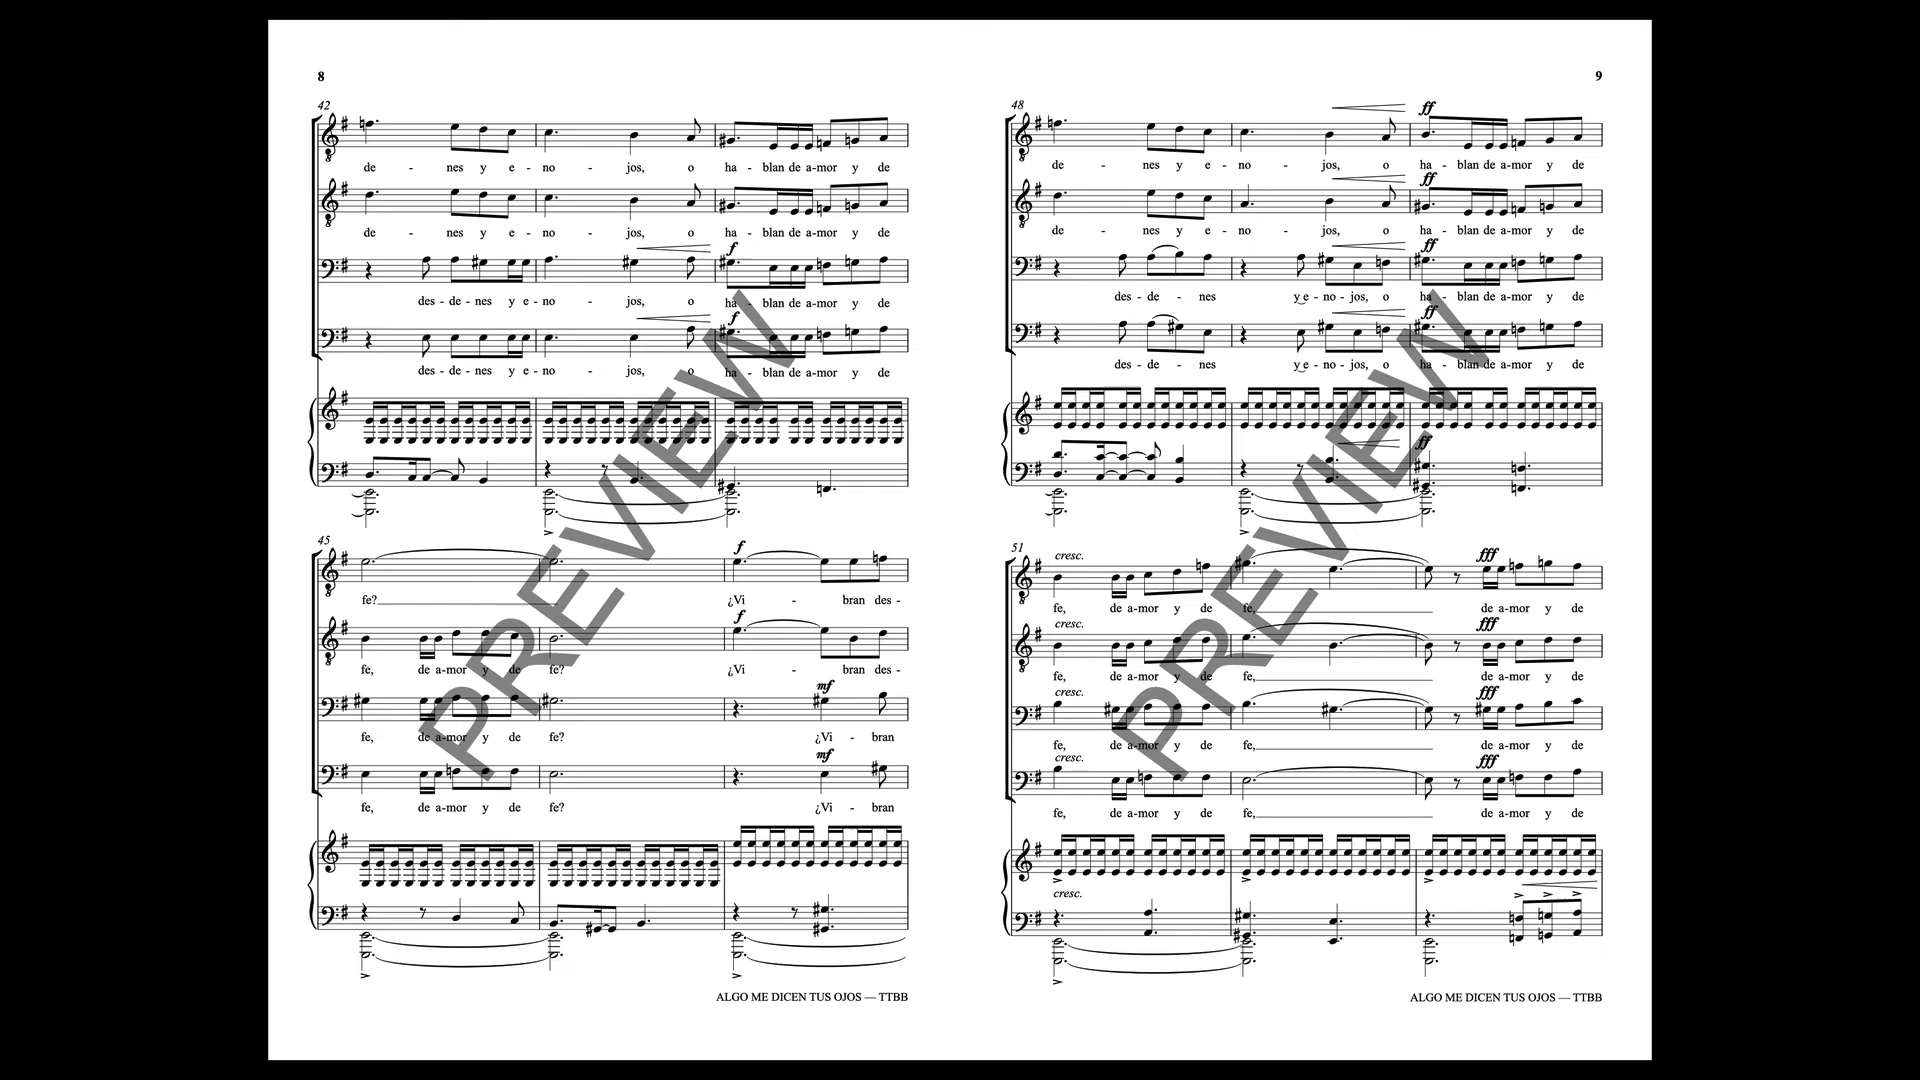 8
42
de - nes y e - no - jos, o ha - blan de a-mor y de
de - nes y e - no - jos, o ha - blan de a-mor y de
f
des - de - nes y e - no - jos, o ha - blan de a-mor y de
f
des - de - nes y e - no - jos, o ha - blan de a-mor y de
45
f
fe? ¿Vi - bran des -
f
fe, de a-mor y de fe? ¿Vi - bran des -
mf
fe, de a-mor y de fe? ¿Vi - bran
mf
fe, de a-mor y de fe? ¿Vi - bran
ALGO ME DICEN TUS OJOS — TTBB
9
48
ff
de - nes y e - no - jos, o ha - blan de a-mor y de
ff
de - nes y e - no - jos, o ha - blan de a-mor y de
ff
des - de - nes y e - no - jos, o ha - blan de a-mor y de
ff
des - de - nes y e - no - jos, o ha - blan de a-mor y de
ff
51
cresc. fff
fe, de a-mor y de fe, de a-mor y de
cresc. fff
fe, de a-mor y de fe, de a-mor y de
cresc. fff
fe, de a-mor y de fe, de a-mor y de
cresc. fff
fe, de a-mor y de fe, de a-mor y de
cresc.
ALGO ME DICEN TUS OJOS — TTBB
PREVIEW
PREVIEW